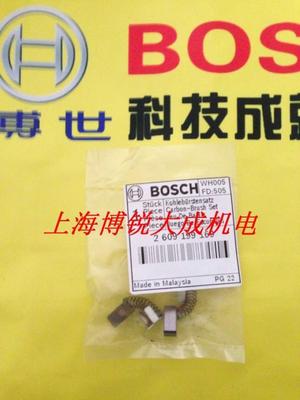 BOS
博世
科技成就
BOSCH
WH005
FD:505
Stück
Kohlebürstensatz
Carbon-Brush Set
上海博锐大成机电
2 609 199 169
Made in Malaysia
PG 22